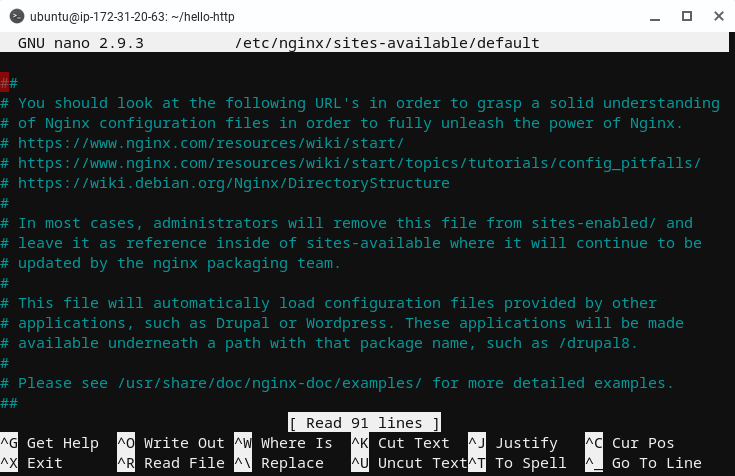 ubuntu@ip-172-31-20-63: ~/hello-http
GNU nano 2.9.3 /etc/nginx/sites-available/default
##
# You should look at the following URL's in order to grasp a solid understanding
# of Nginx configuration files in order to fully unleash the power of Nginx.
# https://www.nginx.com/resources/wiki/start/
# https://www.nginx.com/resources/wiki/start/topics/tutorials/config_pitfalls/
# https://wiki.debian.org/Nginx/DirectoryStructure
#
# In most cases, administrators will remove this file from sites-enabled/ and
# leave it as reference inside of sites-available where it will continue to be
# updated by the nginx packaging team.
#
# This file will automatically load configuration files provided by other
# applications, such as Drupal or Wordpress. These applications will be made
# available underneath a path with that package name, such as /drupal8.
#
# Please see /usr/share/doc/nginx-doc/examples/ for more detailed examples.
##
[ Read 91 lines ]
^G Get Help ^O Write Out ^W Where Is ^K Cut Text ^J Justify ^C Cur Pos
^X Exit ^R Read File ^\ Replace ^U Uncut Text ^T To Spell ^_ Go To Line